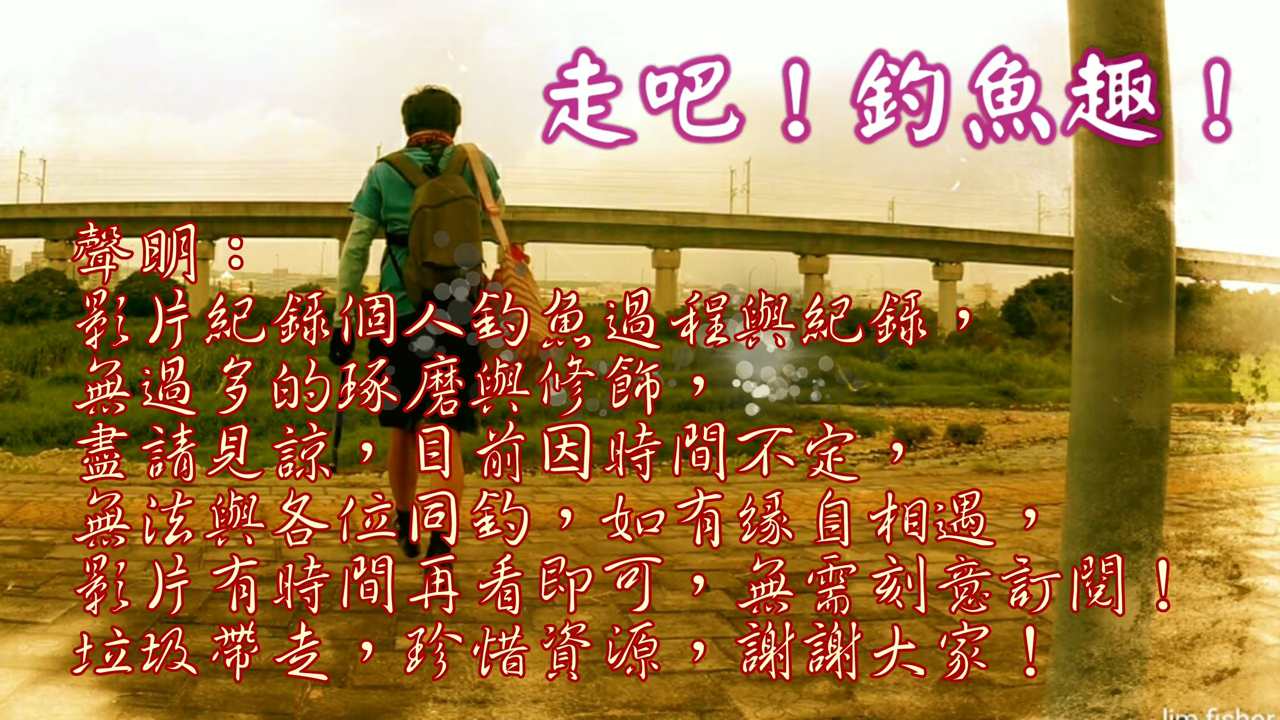 走吧！釣魚趣！
聲明：
影片紀錄個人釣魚過程與紀錄，
無過多的琢磨與修飾，
盡請見諒，目前因時間不定，
無法與各位同釣，如有緣自相遇，
影片有時間再看即可，無需刻意訂閱！
垃圾帶走，珍惜資源，謝謝大家！